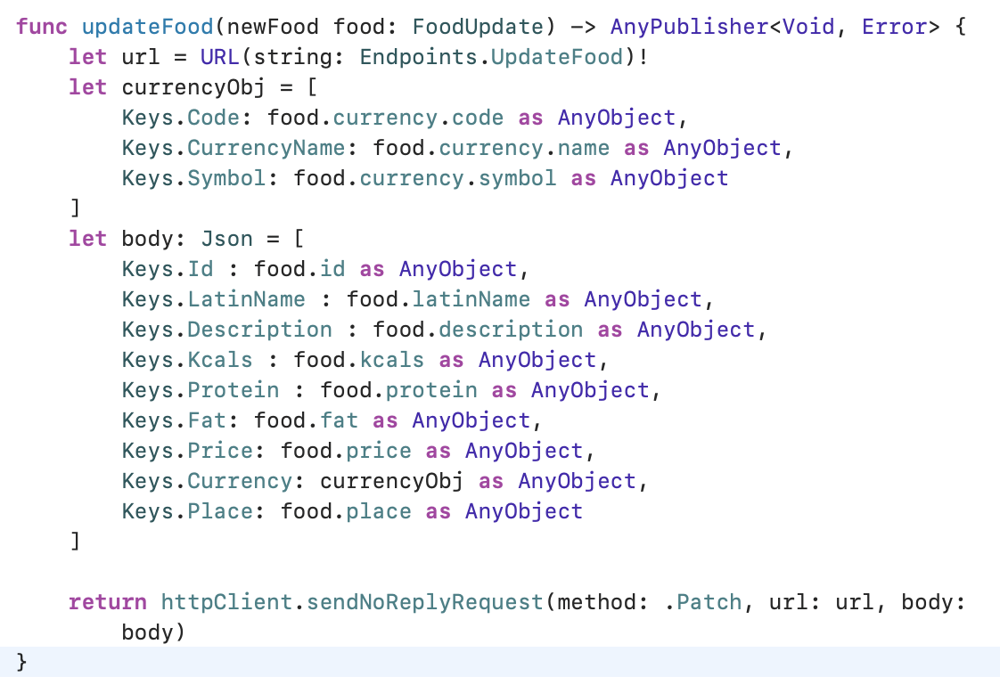 func updateFood(newFood food: FoodUpdate) -> AnyPublisher<Void, Error> {
    let url = URL(string: Endpoints.UpdateFood)!
    let currencyObj = [
        Keys.Code: food.currency.code as AnyObject,
        Keys.CurrencyName: food.currency.name as AnyObject,
        Keys.Symbol: food.currency.symbol as AnyObject
    ]
    let body: Json = [
        Keys.Id : food.id as AnyObject,
        Keys.LatinName : food.latinName as AnyObject,
        Keys.Description : food.description as AnyObject,
        Keys.Kcals : food.kcals as AnyObject,
        Keys.Protein : food.protein as AnyObject,
        Keys.Fat: food.fat as AnyObject,
        Keys.Price: food.price as AnyObject,
        Keys.Currency: currencyObj as AnyObject,
        Keys.Place: food.place as AnyObject
    ]

    return httpClient.sendNoReplyRequest(method: .Patch, url: url, body:
        body)
}